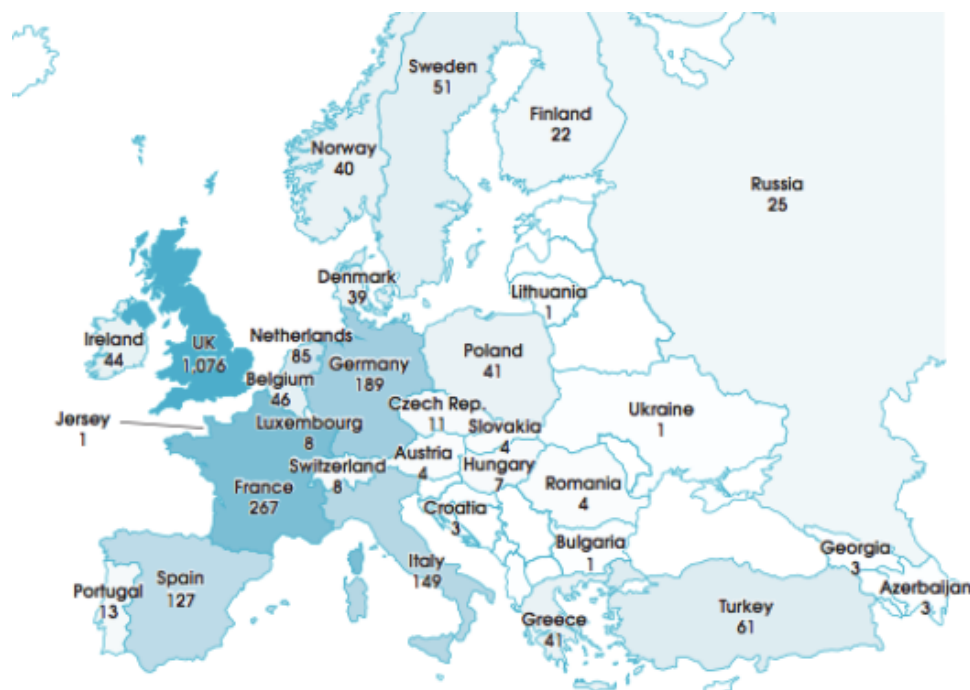 Sweden
51
Finland
22
Norway
40
Russia
25
Denmark
39
Lithuania
1
Ireland
44
UK
1,076
Netherlands
85
Germany
189
Poland
41
Belgium
46
Czech Rep.
11
Jersey
1
Luxembourg
8
Slovakia
4
Ukraine
1
Switzerland
8
Austria
4
Hungary
7
France
267
Romania
4
Croatia
3
Bulgaria
1
Georgia
3
Italy
149
Portugal
13
Spain
127
Azerbaijan
3
Greece
41
Turkey
61